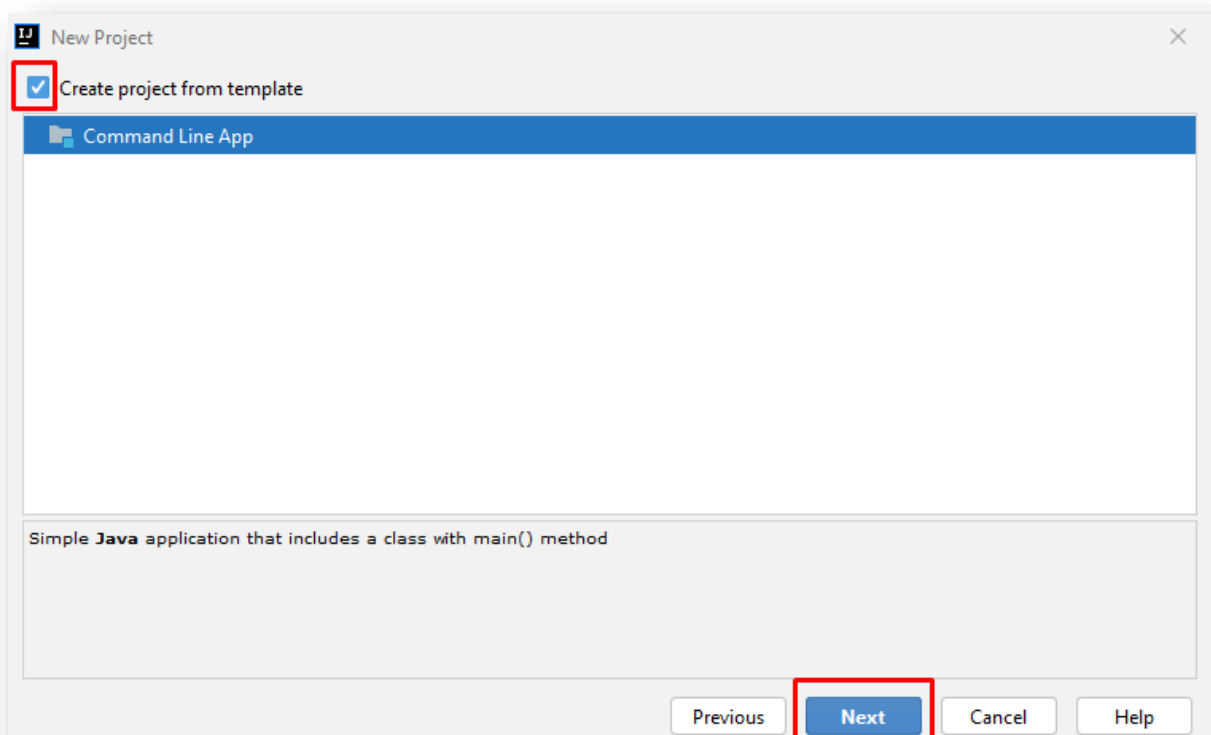 IJ
New Project
Create project from template
Command Line App
Simple Java application that includes a class with main() method
Previous Next Cancel Help